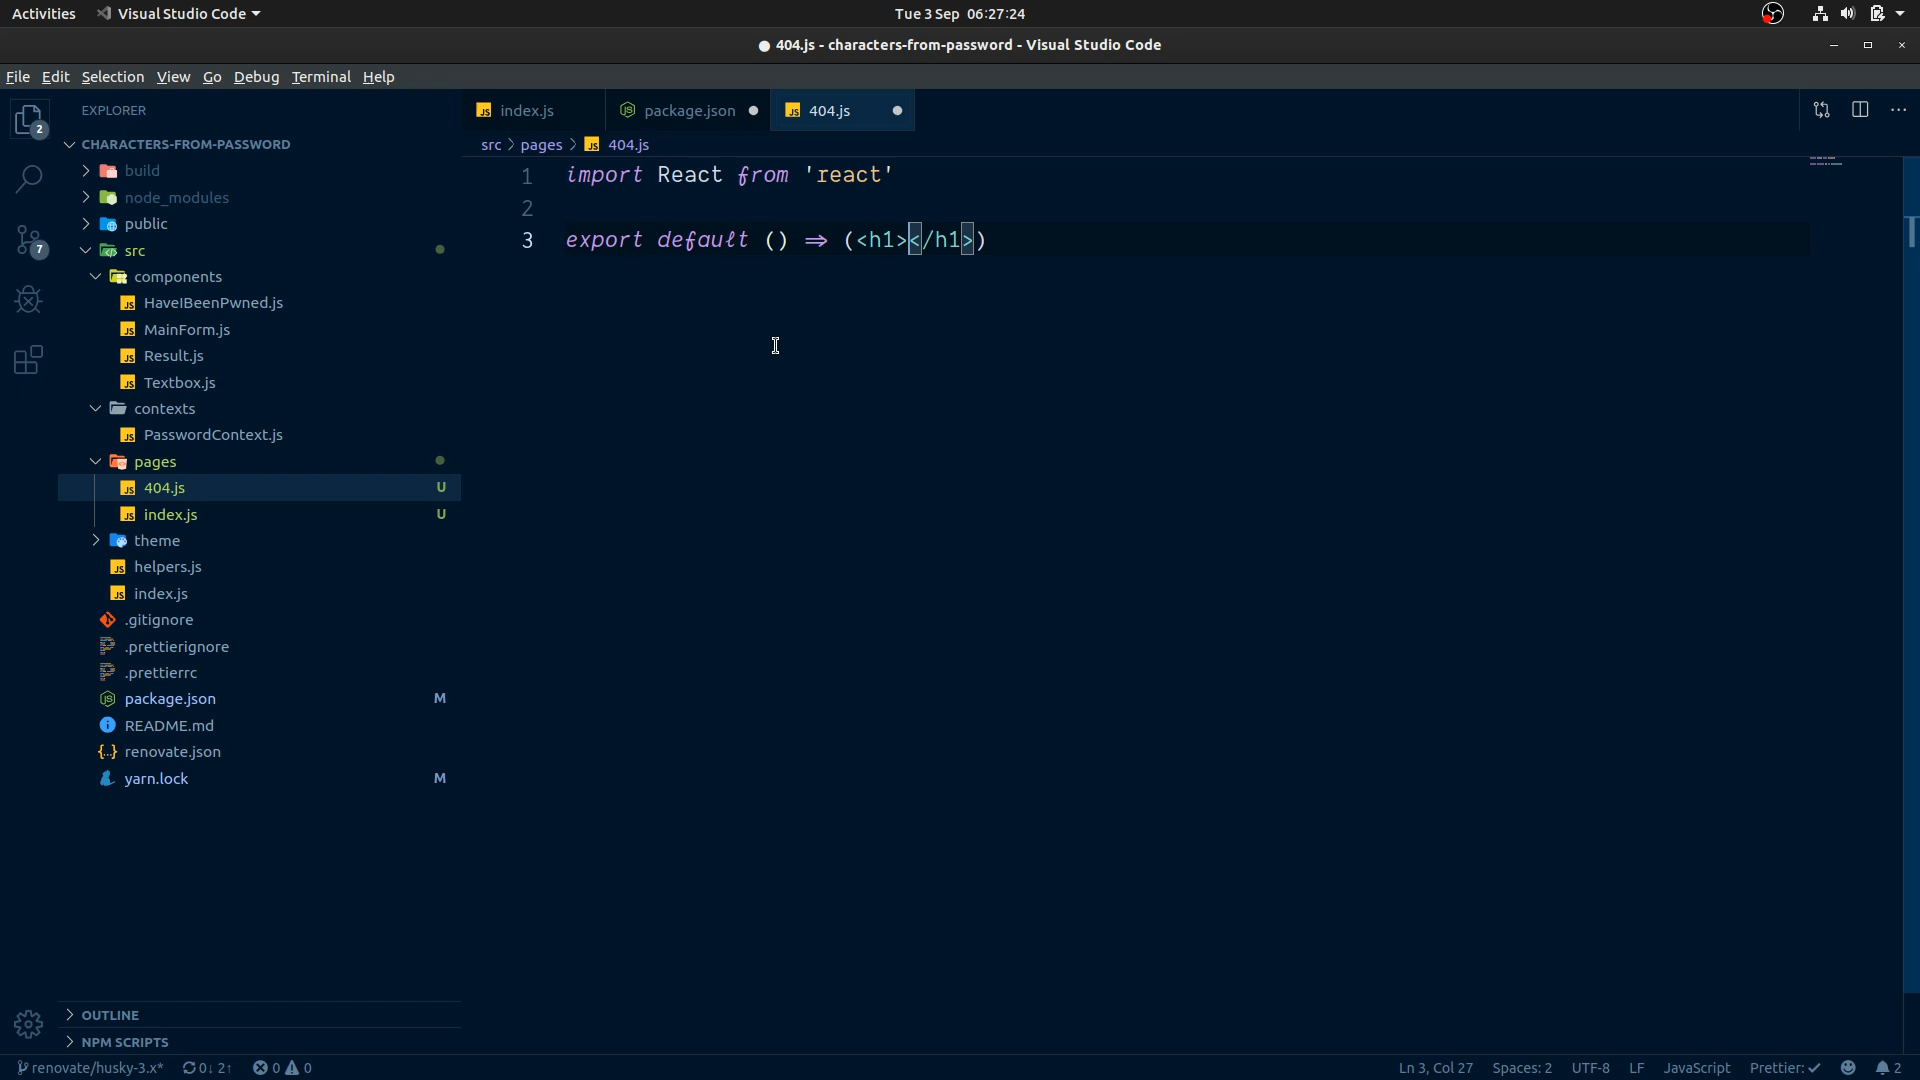 Activities Visual Studio Code Tue 3 Sep 06:27:24
404.js - characters-from-password - Visual Studio Code
File Edit Selection View Go Debug Terminal Help
EXPLORER
2
7
CHARACTERS-FROM-PASSWORD
build
node_modules
public
src
components
HaveIBeenPwned.js
MainForm.js
Result.js
Textbox.js
contexts
PasswordContext.js
pages
404.js U
index.js U
theme
helpers.js
index.js
.gitignore
.prettierignore
.prettierrc
package.json M
README.md
renovate.json
yarn.lock M
OUTLINE
NPM SCRIPTS
index.js package.json 404.js
src > pages > 404.js
1 import React from 'react'
2
3 export default () => (<h1></h1>)
renovate/husky-3.x* 0↓ 2↑ 0 0 Ln 3, Col 27 Spaces: 2 UTF-8 LF JavaScript Prettier: ✓ 2